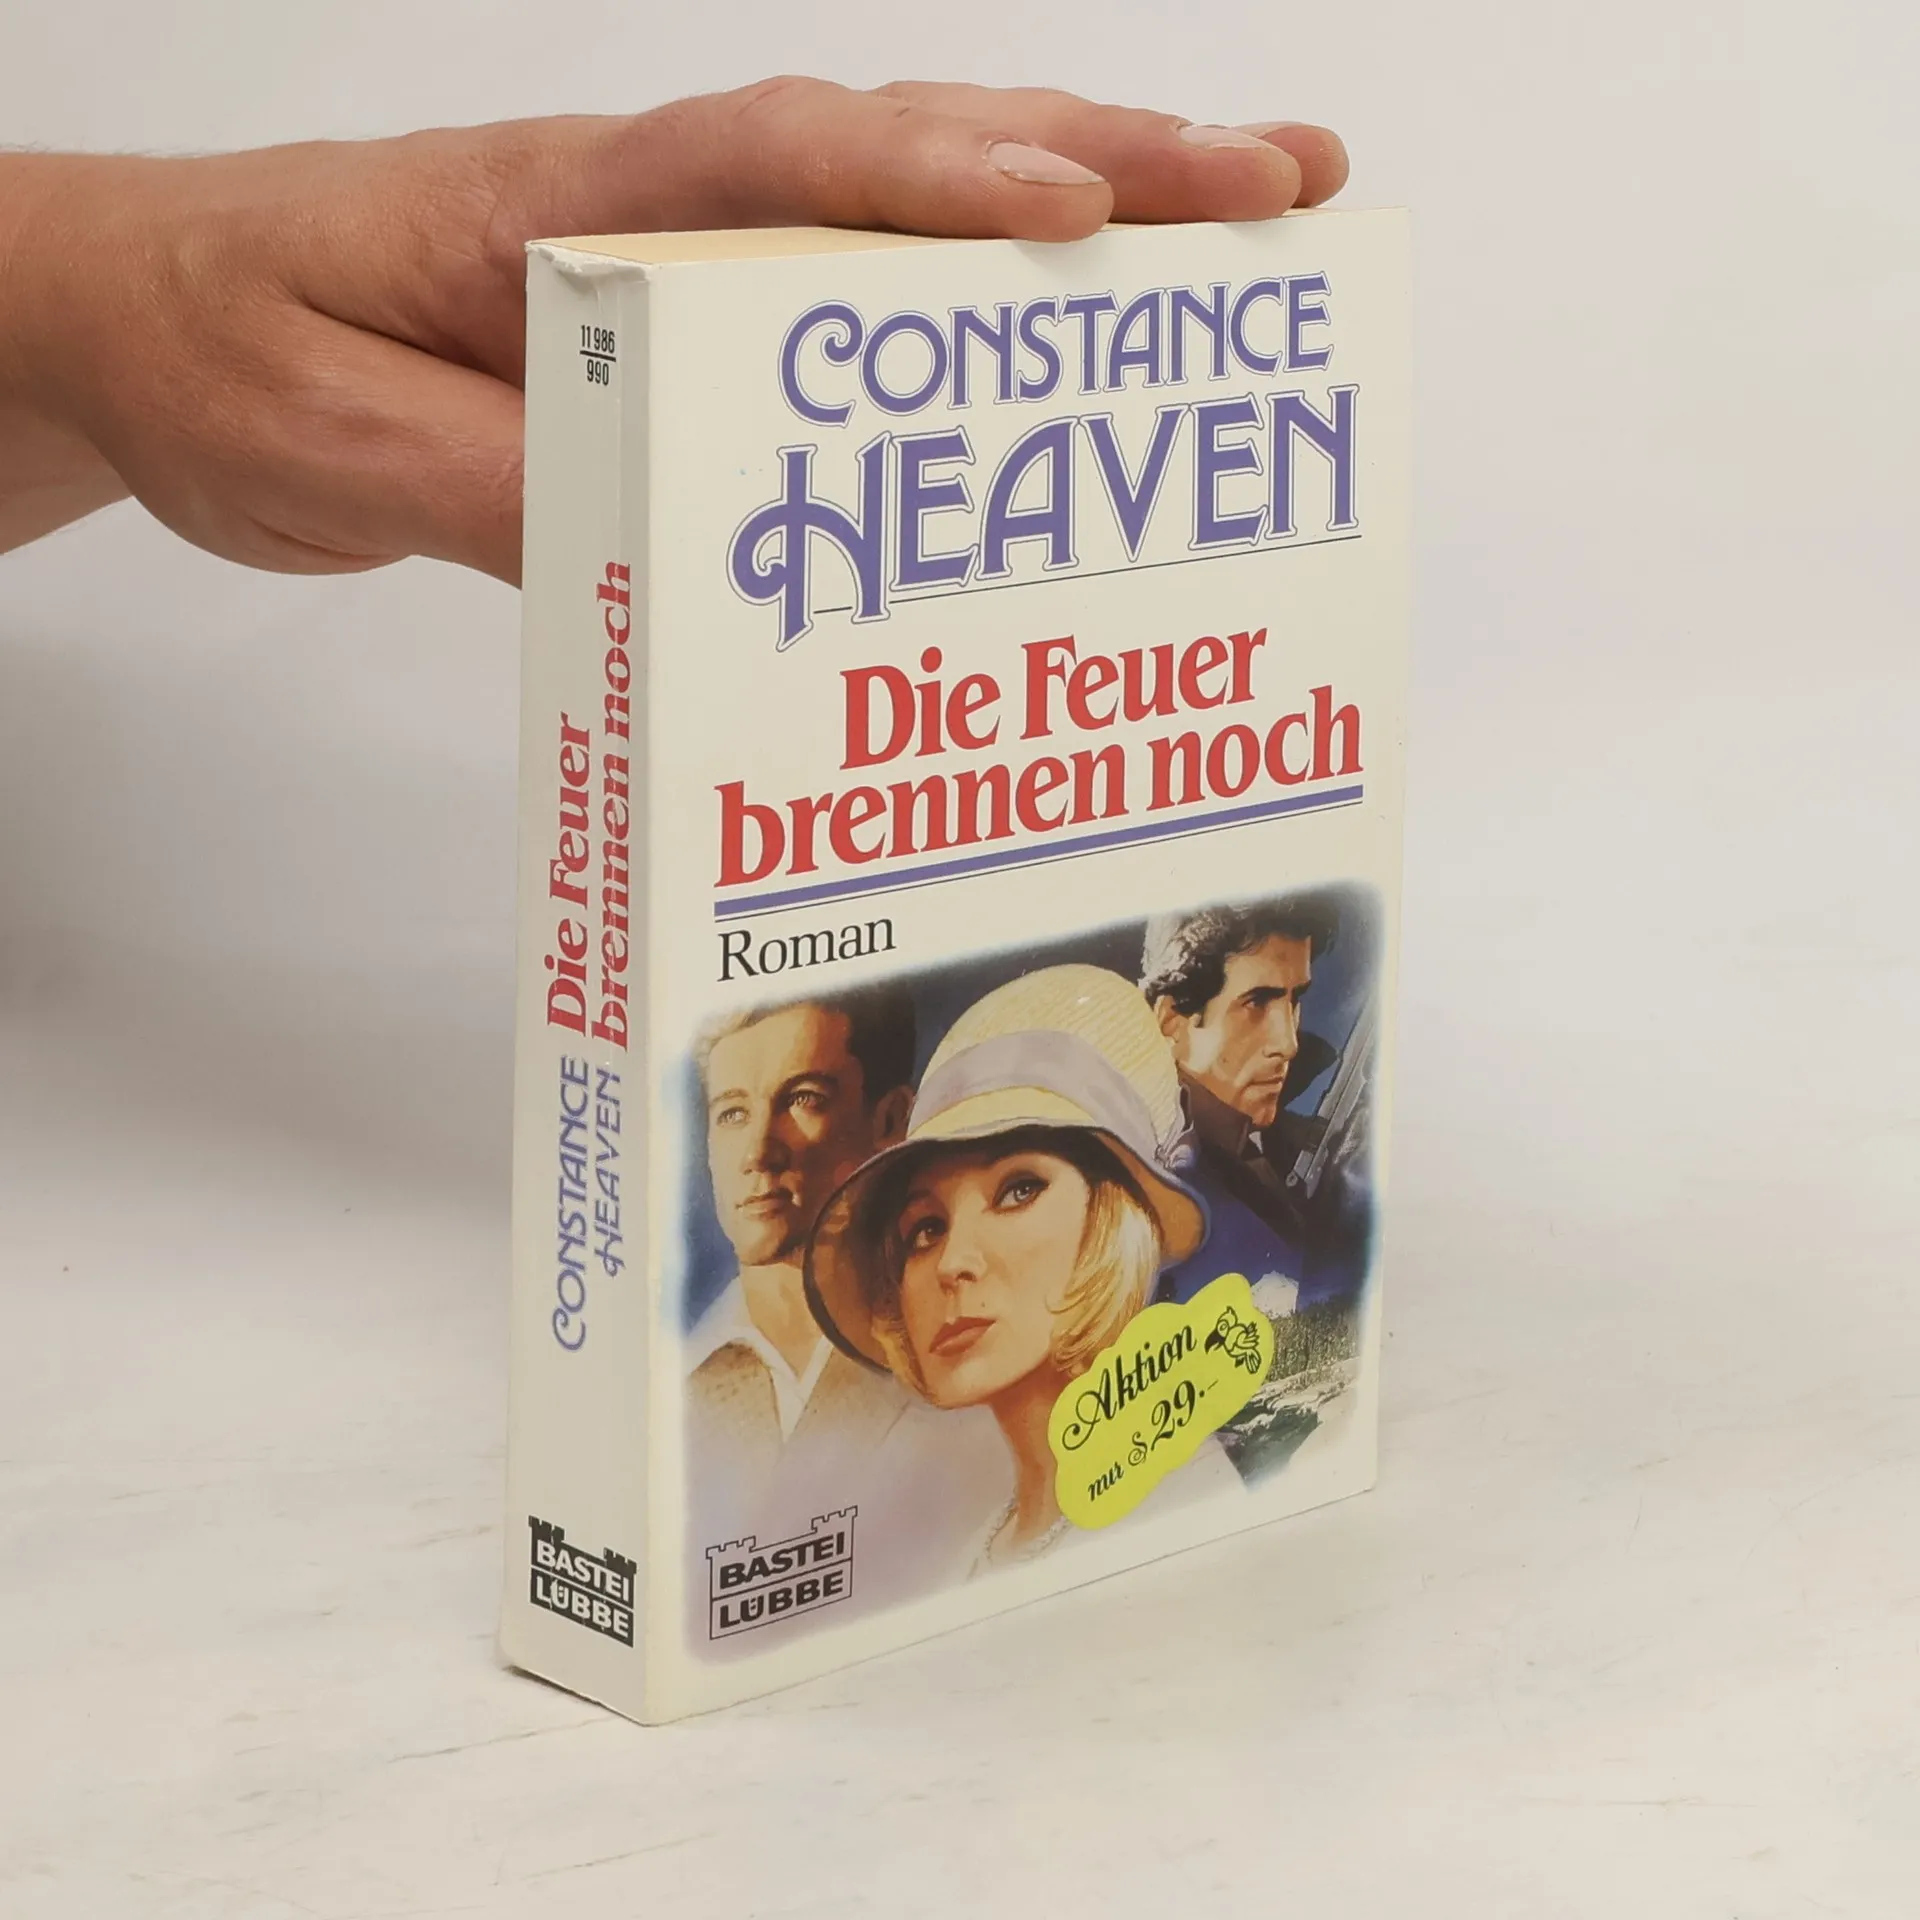 11 986
990
CONSTANCE
HEAVEN
Die Feuer
brennen noch
BASTEI
LÜBBE
CONSTANCE
HEAVEN
Die Feuer
brennen noch
Roman
Aktion
nur S 29.-
BASTEI
LÜBBE